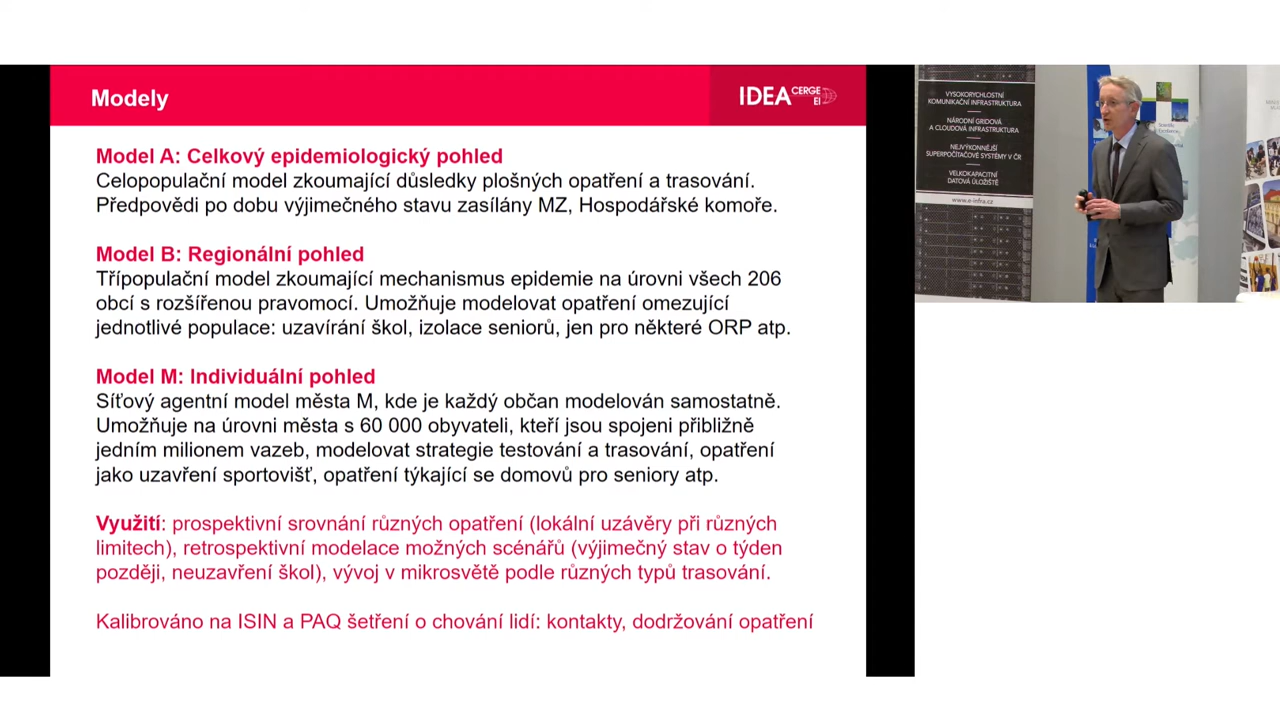 Modely
IDEA CERGE EI
Model A: Celkový epidemiologický pohled
Celopopulační model zkoumající důsledky plošných opatření a trasování.
Předpovědi po dobu výjimečného stavu zasílány MZ, Hospodářské komoře.
Model B: Regionální pohled
Třípopulační model zkoumající mechanismus epidemie na úrovni všech 206
obcí s rozšířenou pravomocí. Umožňuje modelovat opatření omezující
jednotlivé populace: uzavírání škol, izolace seniorů, jen pro některé ORP atp.
Model M: Individuální pohled
Síťový agentní model města M, kde je každý občan modelován samostatně.
Umožňuje na úrovni města s 60 000 obyvateli, kteří jsou spojeni přibližně
jedním milionem vazeb, modelovat strategie testování a trasování, opatření
jako uzavření sportovišť, opatření týkající se domovů pro seniory atp.
Využití: prospektivní srovnání různých opatření (lokální uzávěry při různých
limitech), retrospektivní modelace možných scénářů (výjimečný stav o týden
později, neuzavření škol), vývoj v mikrosvětě podle různých typů trasování.
Kalibrováno na ISIN a PAQ šetření o chování lidí: kontakty, dodržování opatření
VYSOKORYCHLOSTNÍ
KOMUNIKAČNÍ INFRASTRUKTURA
NÁRODNÍ GRIDOVÁ
A CLOUDOVÁ INFRASTRUKTURA
NEJVÝKONNĚJŠÍ
SUPERPOČÍTAČOVÉ SYSTÉMY V ČR
VELKOKAPACITNÍ
DATOVÁ ÚLOŽIŠTĚ
www.e-infra.cz